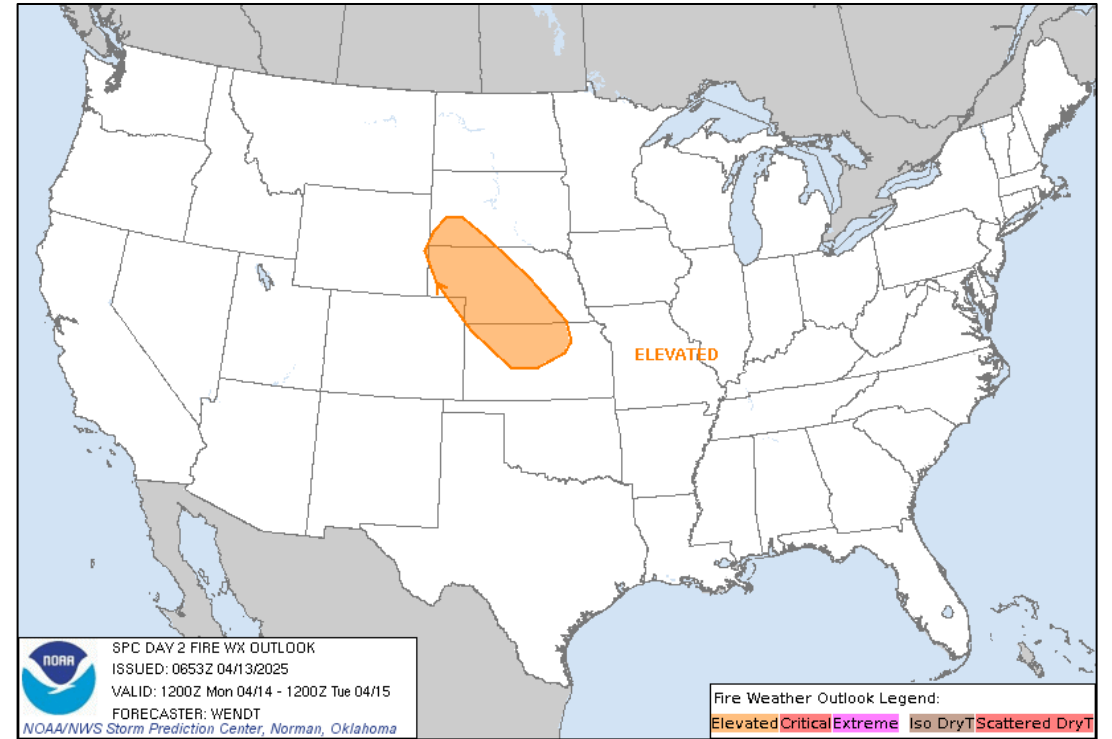 ELEVATED
NOAA
SPC DAY 2 FIRE WX OUTLOOK
ISSUED: 0653Z 04/13/2025
VALID: 1200Z Mon 04/14 - 1200Z Tue 04/15
FORECASTER: WENDT
NOAA/NWS Storm Prediction Center, Norman, Oklahoma
Fire Weather Outlook Legend:
Elevated Critical Extreme Iso DryT Scattered DryT